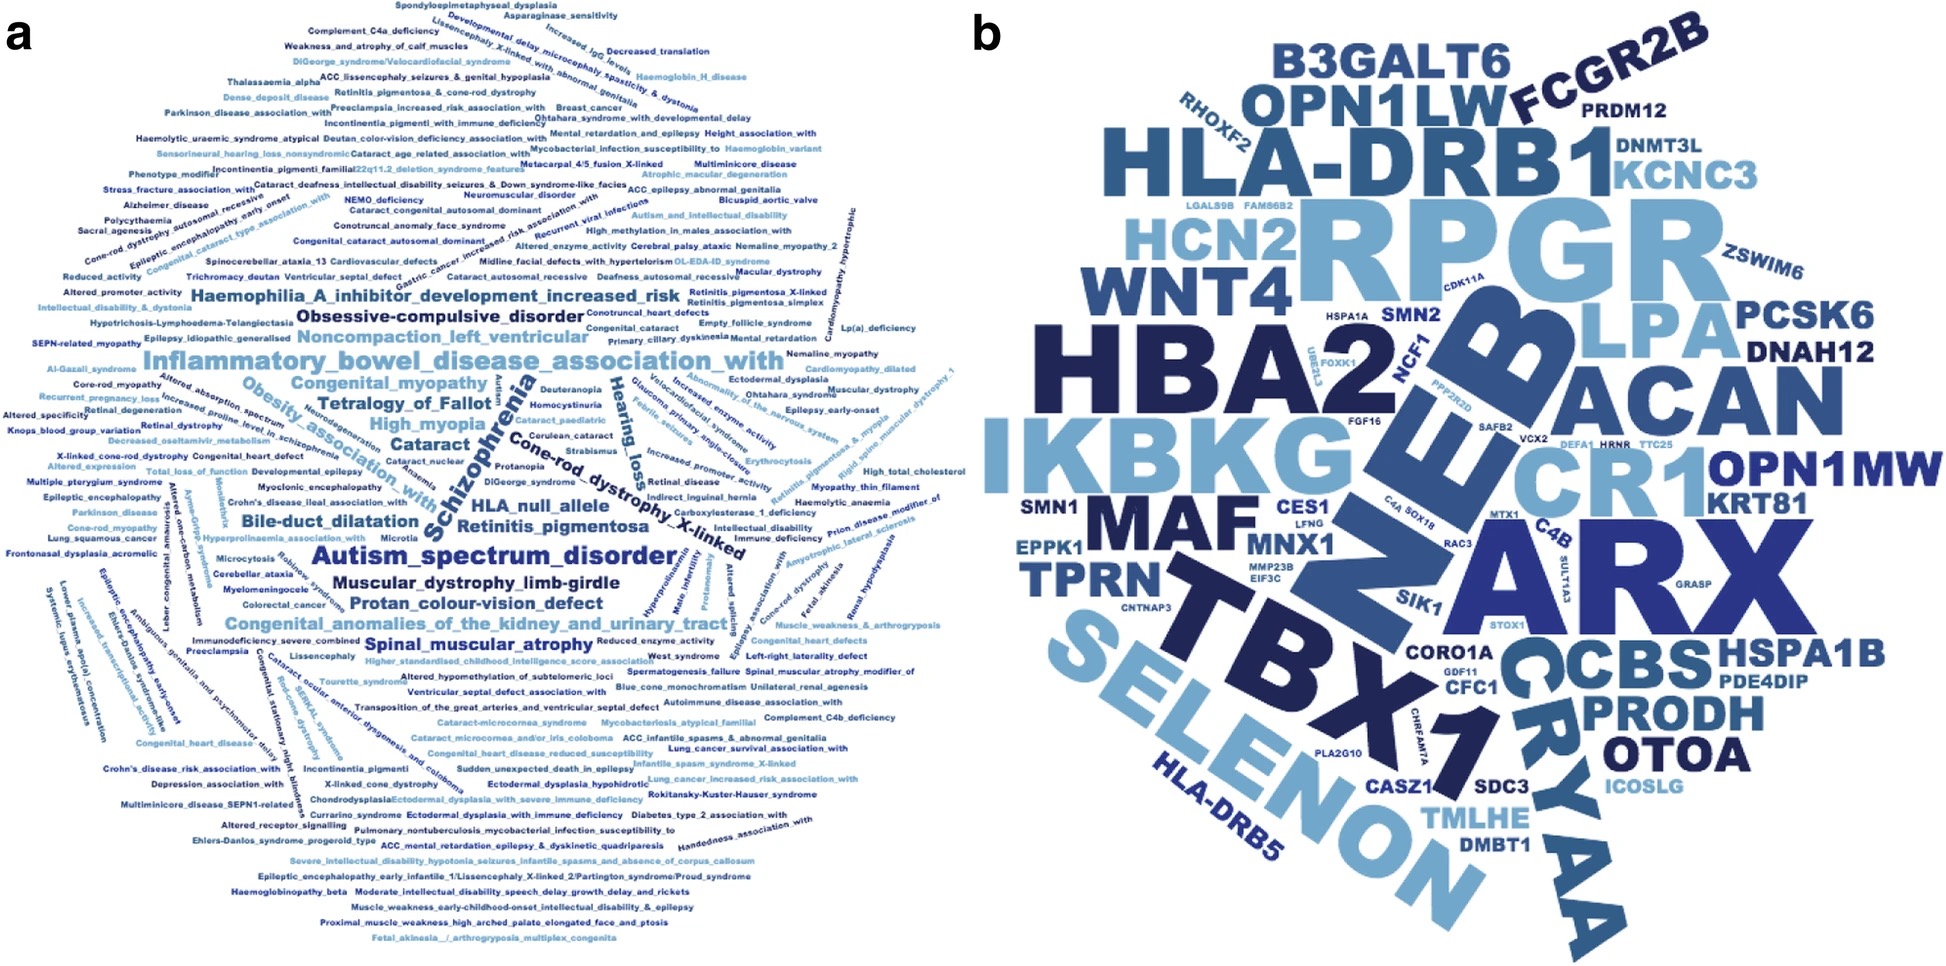 a
Spondyloepimetaphyseal_dysplasia
Asparaginase_sensitivity
Developmental_delay_microcephaly_spasticity_&_dystonia
Lissencephaly_X-linked_with_abnormal_genitalia
Increased_IgG_levels
Complement_C4a_deficiency
Weakness_and_atrophy_of_calf_muscles
Decreased_translation
DiGeorge_syndrome/Velocardiofacial_syndrome
Thalassaemia_alpha
ACC_lissencephaly_seizures_&_genital_hypoplasia
Haemoglobin_H_disease
Dense_deposit_disease
Retinitis_pigmentosa_&_cone-rod_dystrophy
Parkinson_disease_association_with
Preeclampsia_increased_risk_association_with
Breast_cancer
Incontinentia_pigmenti_with_immune_deficiency
Ohtahara_syndrome_with_developmental_delay
Haemolytic_uraemic_syndrome_atypical
Deutan_color-vision_deficiency_association_with
Mental_retardation_and_epilepsy
Height_association_with
Sensorineural_hearing_loss_nonsyndromic
Cataract_age_related_association_with
Mycobacterial_infection_susceptibility_to
Haemoglobin_variant
Phenotype_modifier
Incontinentia_pigmenti_familial
22q11.2_deletion_syndrome_features
Metacarpal_4/5_fusion_X-linked
Multiminicore_disease
Atrophic_macular_degeneration
Stress_fracture_association_with
Cataract_deafness_intellectual_disability_seizures_&_Down_syndrome-like_facies
ACC_epilepsy_abnormal_genitalia
Alzheimer_disease
NEMO_deficiency
Neuromuscular_disorder
Bicuspid_aortic_valve
Polycythaemia
Sacral_agenesis
Cone-rod_dystrophy_autosomal_recessive
Epileptic_encephalopathy_early_onset
Congenital_cataract_type_association_with
Cataract_congenital_autosomal_dominant
Conotruncal_anomaly_face_syndrome
Congenital_cataract_autosomal_dominant
Gastric_cancer_increased_risk_association_with
Recurrent_viral_infections
Autism_and_intellectual_disability
High_methylation_in_males_association_with
Altered_enzyme_activity
Cerebral_palsy_ataxic
Nemaline_myopathy_2
Spinocerebellar_ataxia_13
Cardiovascular_defects
Midline_facial_defects_with_hypertelorism
OL-EDA-ID_syndrome
Reduced_activity
Trichromacy_deutan
Ventricular_septal_defect
Cataract_autosomal_recessive
Deafness_autosomal_recessive
Macular_dystrophy
Cardiomyopathy_hypertrophic
Altered_promoter_activity
Haemophilia_A_inhibitor_development_increased_risk
Retinitis_pigmentosa_X-linked
Retinitis_pigmentosa_simplex
Intellectual_disability_&_dystonia
Obsessive-compulsive_disorder
Conotruncal_heart_defects
Hypotrichosis-Lymphoedema-Telangiectasia
Congenital_cataract
Empty_follicle_syndrome
Lp(a)_deficiency
SEPN-related_myopathy
Epilepsy_idiopathic_generalised
Noncompaction_left_ventricular
Primary_ciliary_dyskinesia
Mental_retardation
Inflammatory_bowel_disease_association_with
Nemaline_myopathy
Al-Gazali_syndrome
Cardiomyopathy_dilated
Core-rod_myopathy
Altered_absorption_spectrum
Obesity_association_with
Congenital_myopathy
Autism
Schizophrenia
Deuteranopia
Hearing_loss
Velocardiofacial_syndrome
Increased_enzyme_activity
Abnormality_of_the_nervous_system
Ectodermal_dysplasia
Muscular_dystrophy
Recurrent_pregnancy_loss
Increased_proline_level_in_schizophrenia
Neurodegeneration
Tetralogy_of_Fallot
Homocystinuria
Glaucoma_primary_angle-closure
Febrile_seizures
Ohtahara_syndrome
Altered_specificity
Retinal_degeneration
High_myopia
Cataract_paediatric
Epilepsy_early-onset
Knops_blood_group_variation
Retinal_dystrophy
Cerulean_cataract
Decreased_oseltamivir_metabolism
Cataract
Cone-rod_dystrophy_X-linked
Strabismus
Retinitis_pigmentosa_&_myopia
Rigid_spine_muscular_dystrophy_1
X-linked_cone-rod_dystrophy
Congenital_heart_defect
Cataract_nuclear
Increased_promoter_activity
Erythrocytosis
Altered_expression
Total_loss_of_function
Developmental_epilepsy
Anaemia
Protanopia
High_total_cholesterol
Multiple_pterygium_syndrome
Monilethrix
Myoclonic_encephalopathy
DiGeorge_syndrome
Retinal_disease
Myopathy_thin_filament
Epileptic_encephalopathy
Crohn's_disease_ileal_association_with
HLA_null_allele
Indirect_inguinal_hernia
Haemolytic_anaemia
Parkinson_disease
Altered_one-carbon_metabolism
Ayme-Gripp_syndrome
Bile-duct_dilatation
Carboxylesterase_1_deficiency
Prion_disease_modifier_of
Cone-rod_myopathy
Leber_congenital_amaurosis
Retinitis_pigmentosa
Intellectual_disability
Lung_squamous_cancer
Hyperprolinaemia_association_with
Microtia
Immune_deficiency
Amyotrophic_lateral_sclerosis
Frontonasal_dysplasia_acromelic
Microcytosis
Robinow_syndrome
Autism_spectrum_disorder
Hyperprolinaemia
Male_infertility
Protanomaly
Altered_splicing
Epilepsy_association_with
Cone-rod_dystrophy
Fetal_akinesia
Renal_hypodysplasia
Cerebellar_ataxia
Muscular_dystrophy_limb-girdle
Myelomeningocele
Colorectal_cancer
Protan_colour-vision_defect
Congenital_anomalies_of_the_kidney_and_urinary_tract
Muscle_weakness_&_arthrogryposis
Systemic_lupus_erythematosus
Lower_plasma_apo(a)_concentration
Increased_transcriptional_activity
Ehlers-Danlos_syndrome-like
Epileptic_encephalopathy_early-onset
Ambiguous_genitalia_and_psychomotor_delay
Immunodeficiency_severe_combined
Spinal_muscular_atrophy
Reduced_enzyme_activity
Congenital_heart_defects
Preeclampsia
Congenital_stationary_night_blindness
Cataract_ocular_anterior_dysgenesis_and_coloboma
Lissencephaly
Higher_standardised_childhood_intelligence_score_association
West_syndrome
Left-right_laterality_defect
Rod-cone_dystrophy
SERKAL_syndrome
Tourette_syndrome
Altered_hypomethylation_of_subtelomeric_loci
Spermatogenesis_failure
Spinal_muscular_atrophy_modifier_of
Ventricular_septal_defect_association_with
Blue_cone_monochromatism
Unilateral_renal_agenesis
Transposition_of_the_great_arteries_and_ventricular_septal_defect
Autoimmune_disease_association_with
Cataract-microcornea_syndrome
Mycobacteriosis_atypical_familial
Complement_C4b_deficiency
Congenital_heart_disease
Cataract_microcornea_and/or_iris_coloboma
ACC_infantile_spasms_&_abnormal_genitalia
Congenital_heart_disease_reduced_susceptibility
Lung_cancer_survival_association_with
Crohn's_disease_risk_association_with
Incontinentia_pigmenti
Sudden_unexpected_death_in_epilepsy
Infantile_spasm_syndrome_X-linked
Depression_association_with
X-linked_cone_dystrophy
Ectodermal_dysplasia_hypohidrotic
Lung_cancer_increased_risk_association_with
Multiminicore_disease_SEPN1-related
Chondrodysplasia
Ectodermal_dysplasia_with_severe_immune_deficiency
Rokitansky-Kuster-Hauser_syndrome
Currarino_syndrome
Ectodermal_dysplasia_with_immune_deficiency
Diabetes_type_2_association_with
Altered_receptor_signalling
Pulmonary_nontuberculosis_mycobacterial_infection_susceptibility_to
Handedness_association_with
Ehlers-Danlos_syndrome_progeroid_type
ACC_mental_retardation_epilepsy_&_dyskinetic_quadriparesis
Severe_intellectual_disability_hypotonia_seizures_infantile_spasms_and_absence_of_corpus_callosum
Epileptic_encephalopathy_early_infantile_1/Lissencephaly_X-linked_2/Partington_syndrome/Proud_syndrome
Haemoglobinopathy_beta
Moderate_intellectual_disability_speech_delay_growth_delay_and_rickets
Muscle_weakness_early-childhood-onset_intellectual_disability_&_epilepsy
Proximal_muscle_weakness_high_arched_palate_elongated_face_and_ptosis
Fetal_akinesia_/_arthrogryposis_multiplex_congenita
b
B3GALT6
FCGR2B
OPN1LW
RHOXF2
PRDM12
HLA-DRB1
DNMT3L
KCNC3
LGALS9B
FAM86B2
HCN2
RPGR
ZSWIM6
WNT4
CDK11A
HSPA1A
SMN2
LPA
PCSK6
HBA2
NCF1
NEB
DNAH12
UBE2L3
FOXK1
PPP2R2D
ACAN
FGF16
SAFB2
VCX2
DEFA1
HRNR
TTC25
IKBKG
CR1
OPN1MW
SMN1
MAF
CES1
C4A
SOX18
KRT81
MTX1
LFNG
C4B
EPPK1
MNX1
RAC3
ARX
TPRN
MMP23B
EIF3C
SULT1A3
GRASP
CNTNAP3
TBX1
SIK1
STOX1
SELENON
CORO1A
CRYAA
CBS
HSPA1B
GDF11
CFC1
PDE4DIP
PRODH
CHRFAM7A
OTOA
PLA2G10
HLA-DRB5
CASZ1
SDC3
ICOSLG
TMLHE
DMBT1